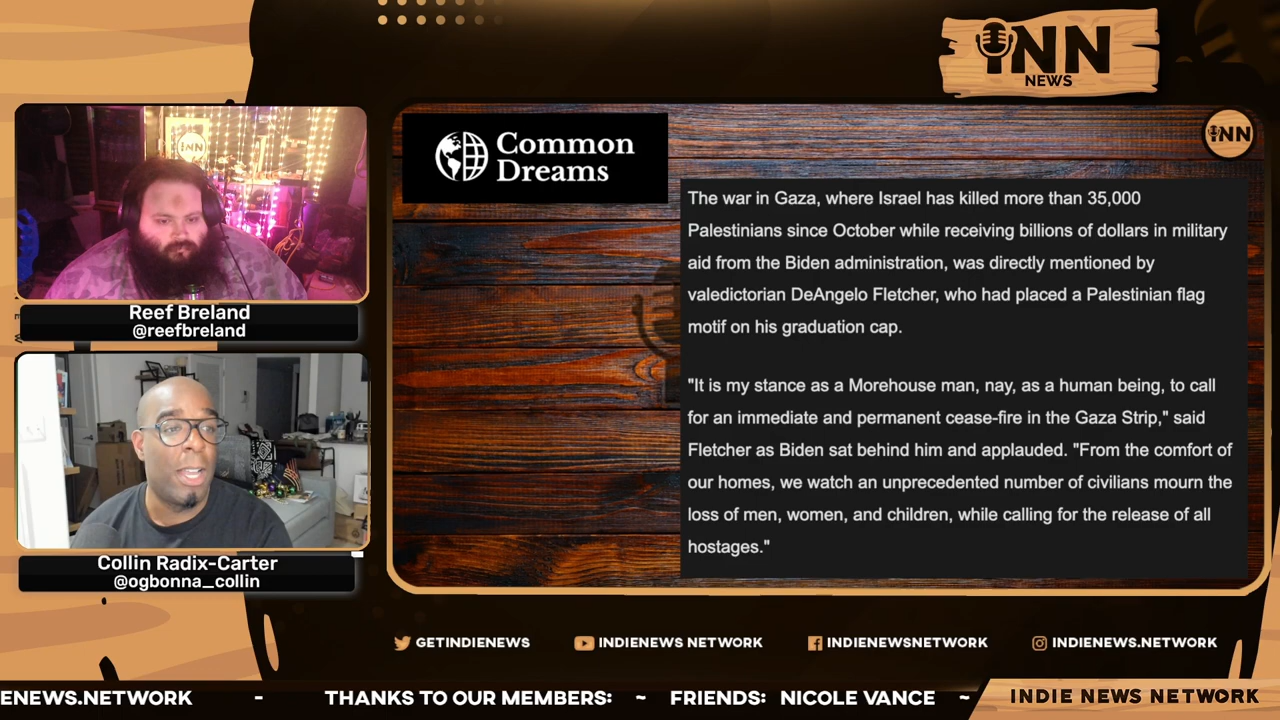 iNN
NEWS
iNN
Common
Dreams
iNN
The war in Gaza, where Israel has killed more than 35,000
Palestinians since October while receiving billions of dollars in military
aid from the Biden administration, was directly mentioned by
valedictorian DeAngelo Fletcher, who had placed a Palestinian flag
motif on his graduation cap.
"It is my stance as a Morehouse man, nay, as a human being, to call
for an immediate and permanent cease-fire in the Gaza Strip," said
Fletcher as Biden sat behind him and applauded. "From the comfort of
our homes, we watch an unprecedented number of civilians mourn the
loss of men, women, and children, while calling for the release of all
hostages."
Reef Breland
@reefbreland
Collin Radix-Carter
@ogbonna_collin
GETINDIENEWS
INDIENEWS NETWORK
INDIENEWSNETWORK
INDIENEWS.NETWORK
ENEWS.NETWORK - THANKS TO OUR MEMBERS: ~ FRIENDS: NICOLE VANCE ~
INDIE NEWS NETWORK